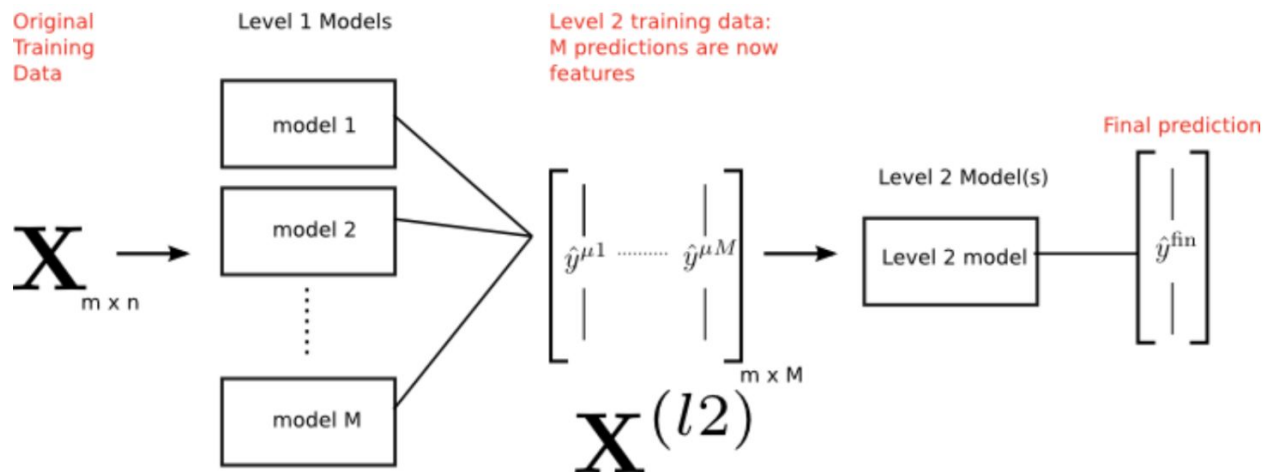 Original
Training
Data
Level 1 Models
model 1
model 2
model M
X
m x n
Level 2 training data:
M predictions are now
features
ŷ^μ1 ......... ŷ^μM
m x M
X^(l2)
Level 2 Model(s)
Level 2 model
Final prediction
ŷ^fin